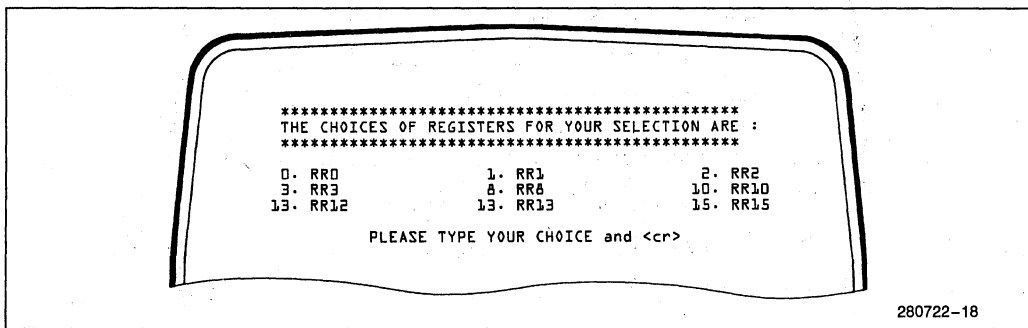 ***********************************************
THE CHOICES OF REGISTERS FOR YOUR SELECTION ARE :
***********************************************
0. RR0 1. RR1 2. RR2
3. RR3 8. RR8 10. RR10
13. RR12 13. RR13 15. RR15
PLEASE TYPE YOUR CHOICE and <cr>
280722-18